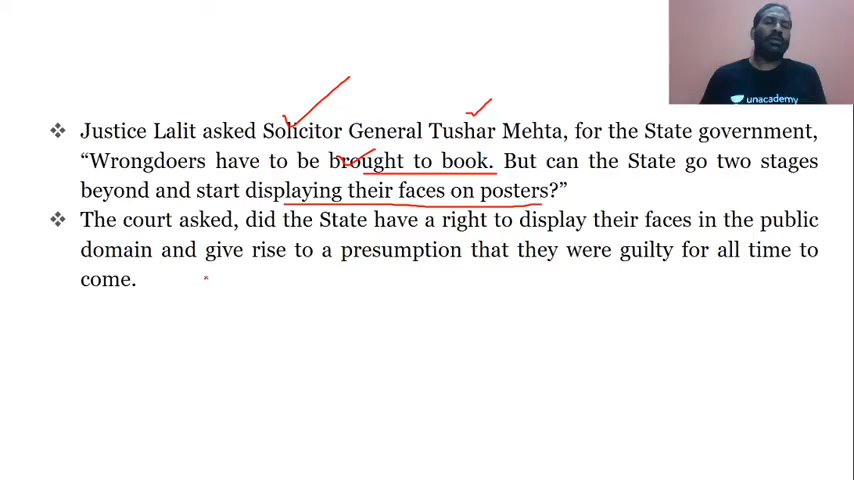 unacademy
❖ Justice Lalit asked Solicitor General Tushar Mehta, for the State government,
“Wrongdoers have to be brought to book. But can the State go two stages
beyond and start displaying their faces on posters?”
❖ The court asked, did the State have a right to display their faces in the public
domain and give rise to a presumption that they were guilty for all time to
come.